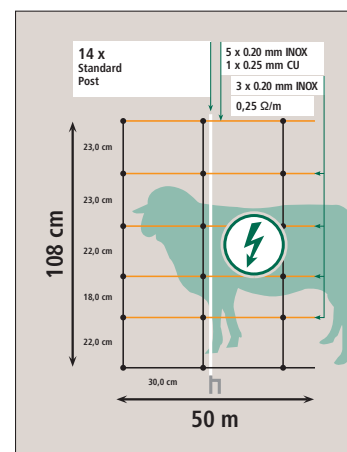 14 x
Standard
Post
5 x 0.20 mm INOX
1 x 0.25 mm CU
3 x 0.20 mm INOX
0,25 Ω/m
108 cm
23,0 cm
23,0 cm
22,0 cm
18,0 cm
22,0 cm
30,0 cm
50 m